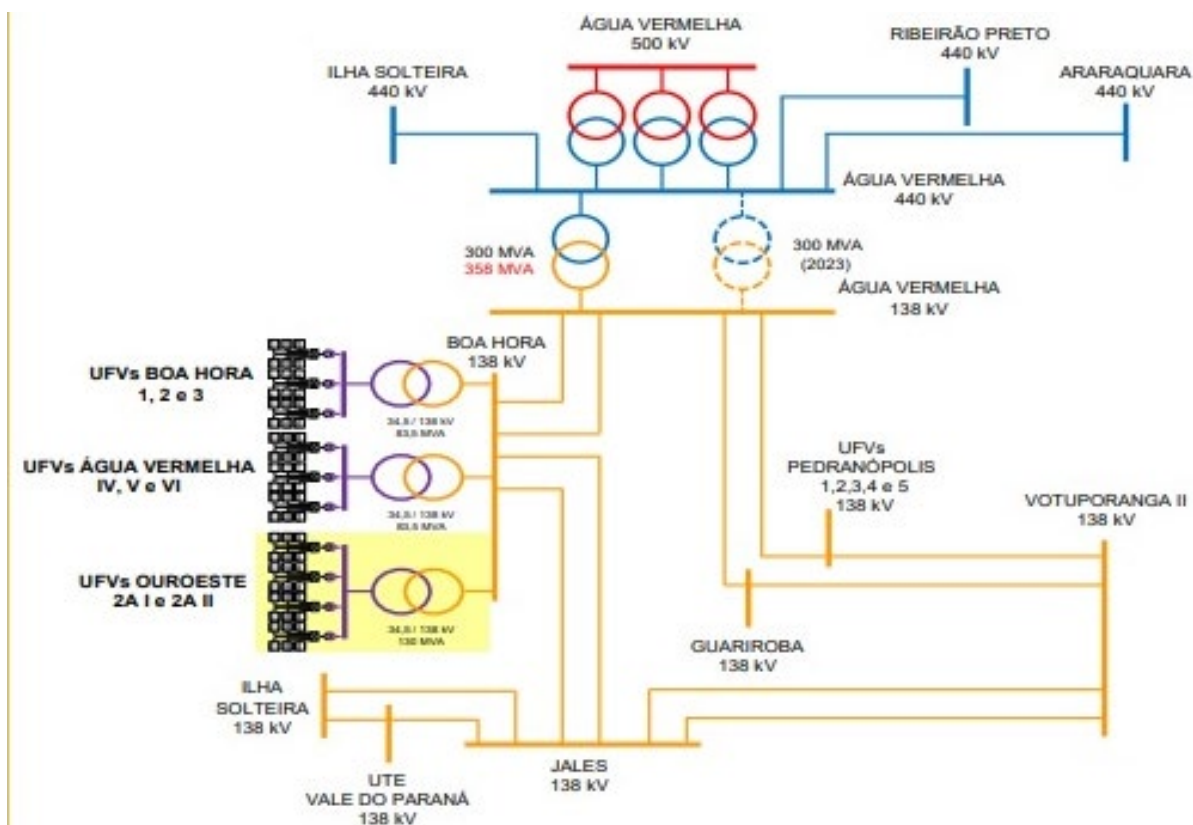 ÁGUA VERMELHA
500 kV
RIBEIRÃO PRETO
440 kV
ILHA SOLTEIRA
440 kV
ARARAQUARA
440 kV
ÁGUA VERMELHA
440 kV
300 MVA
358 MVA
300 MVA
(2023)
ÁGUA VERMELHA
138 kV
BOA HORA
138 kV
UFVs BOA HORA
1, 2 e 3
34,5 / 138 kV
83,5 MVA
UFVs ÁGUA VERMELHA
IV, V e VI
34,5 / 138 kV
83,5 MVA
UFVs
PEDRANÓPOLIS
1,2,3,4 e 5
138 kV
VOTUPORANGA II
138 kV
UFVs OUROESTE
2A I e 2A II
34,5 / 138 kV
130 MVA
GUARIROBA
138 kV
ILHA
SOLTEIRA
138 kV
JALES
138 kV
UTE
VALE DO PARANÁ
138 kV